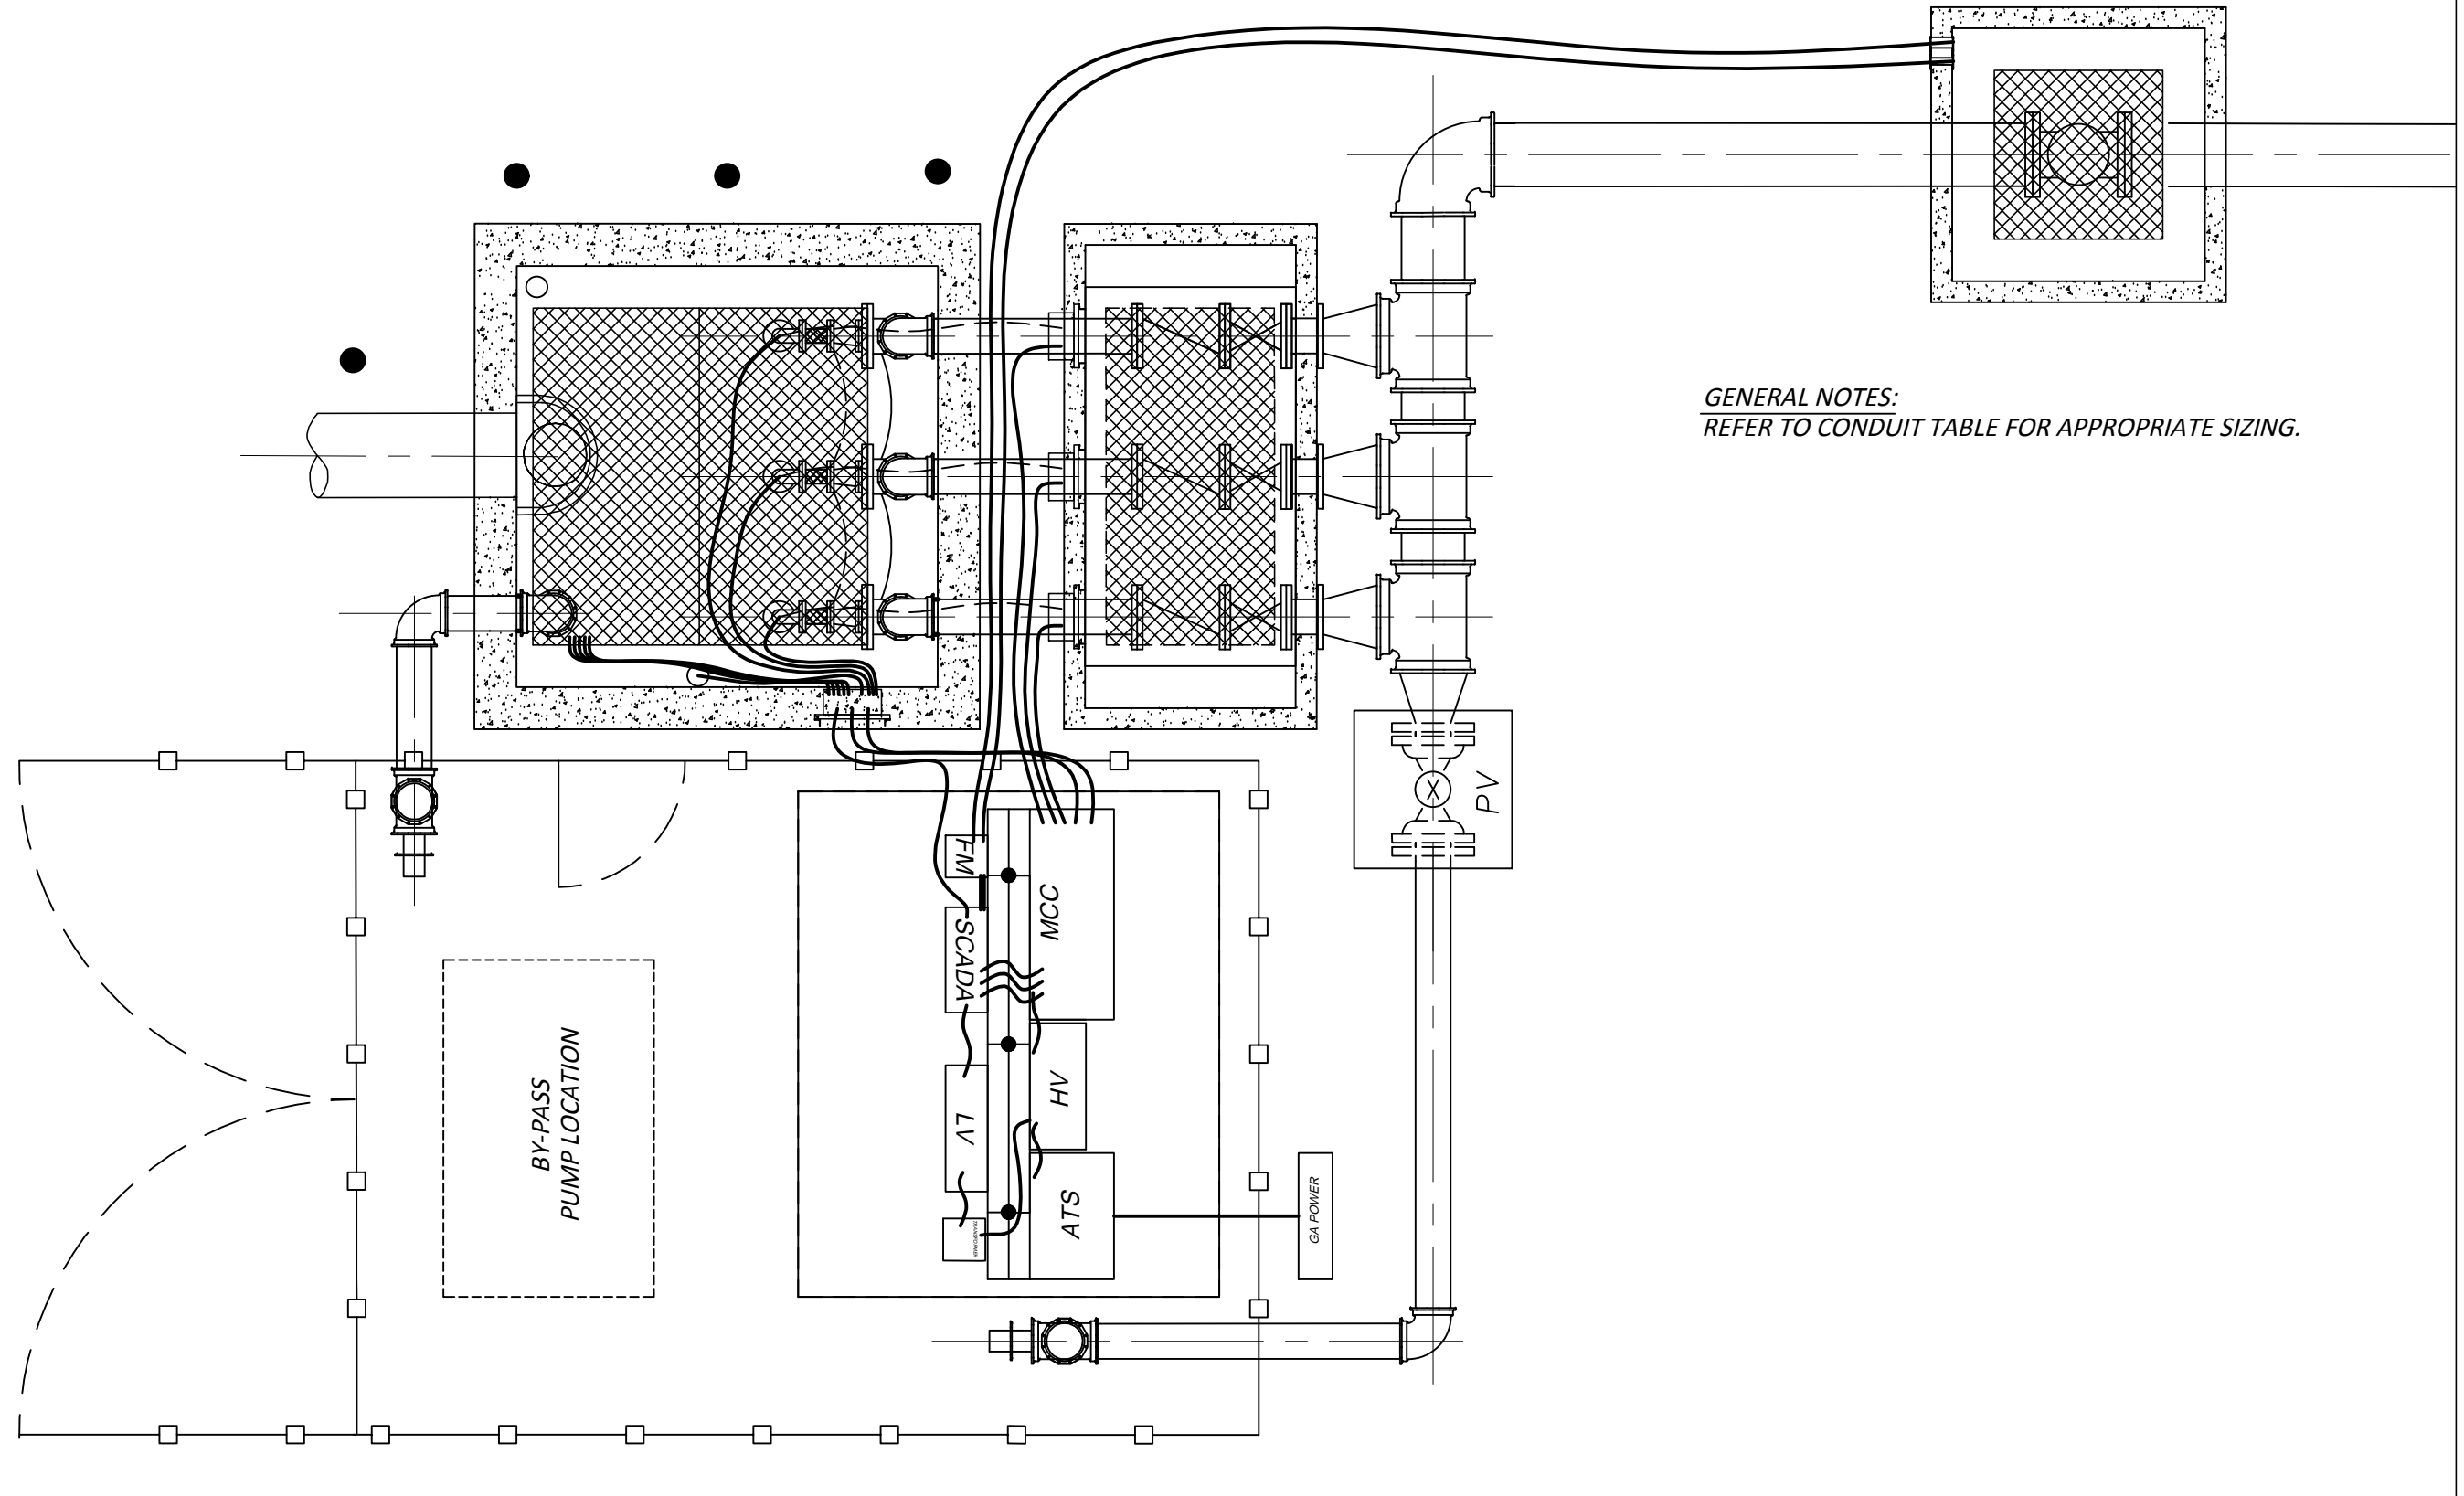 GENERAL NOTES:
REFER TO CONDUIT TABLE FOR APPROPRIATE SIZING.
PV
FM
MCC
SCADA
HV
LV
BY-PASS
PUMP LOCATION
ATS
GA POWER
TRANSFORMER